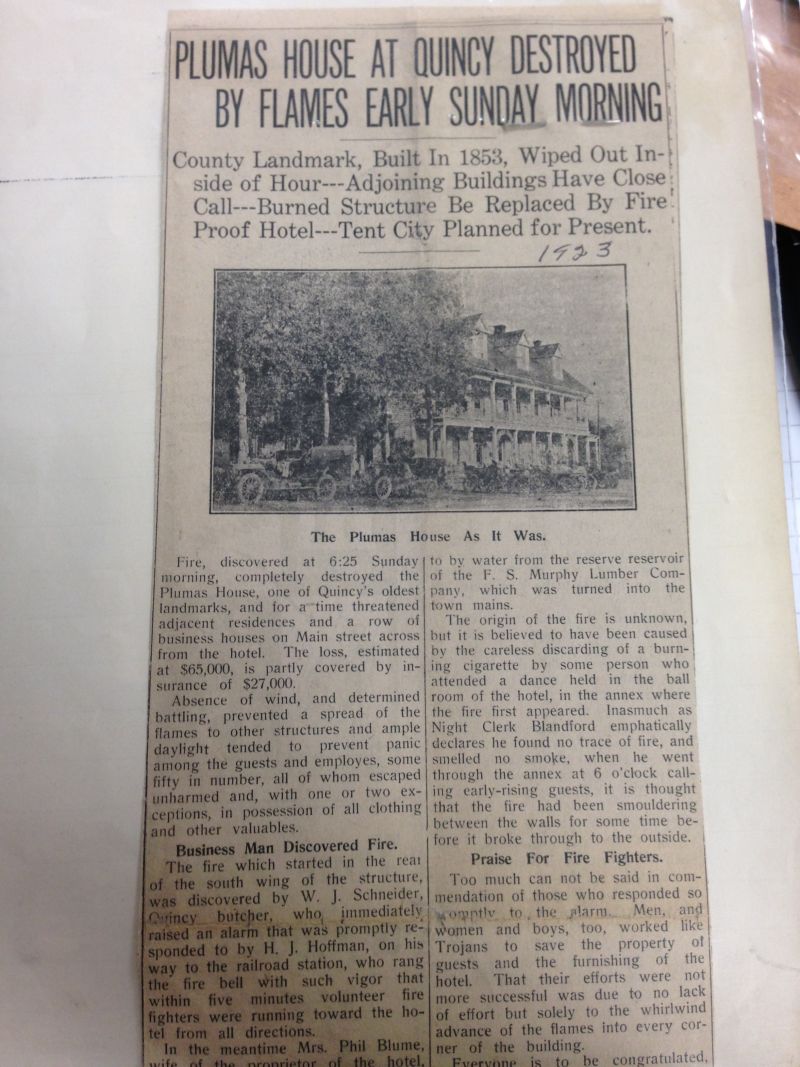 PLUMAS HOUSE AT QUINCY DESTROYED
BY FLAMES EARLY SUNDAY MORNING
County Landmark, Built In 1853, Wiped Out In-
side of Hour---Adjoining Buildings Have Close
Call---Burned Structure Be Replaced By Fire
Proof Hotel---Tent City Planned for Present.
1923
The Plumas House As It Was.
Fire, discovered at 6:25 Sunday
morning, completely destroyed the
Plumas House, one of Quincy's oldest
landmarks, and for a time threatened
adjacent residences and a row of
business houses on Main street across
from the hotel. The loss, estimated
at $65,000, is partly covered by in-
surance of $27,000.
Absence of wind, and determined
battling, prevented a spread of the
flames to other structures and ample
daylight tended to prevent panic
among the guests and employes, some
fifty in number, all of whom escaped
unharmed and, with one or two ex-
ceptions, in possession of all clothing
and other valuables.
Business Man Discovered Fire.
The fire which started in the rear
of the south wing of the structure,
was discovered by W. J. Schneider,
Quincy butcher, who immediately
raised an alarm that was promptly re-
sponded to by H. J. Hoffman, on his
way to the railroad station, who rang
the fire bell with such vigor that
within five minutes volunteer fire
fighters were running toward the ho-
tel from all directions.
In the meantime Mrs. Phil Blume,
wife of the proprietor of the hotel,
to by water from the reserve reservoir
of the F. S. Murphy Lumber Com-
pany, which was turned into the
town mains.
The origin of the fire is unknown,
but it is believed to have been caused
by the careless discarding of a burn-
ing cigarette by some person who
attended a dance held in the ball
room of the hotel, in the annex where
the fire first appeared. Inasmuch as
Night Clerk Blandford emphatically
declares he found no trace of fire, and
smelled no smoke, when he went
through the annex at 6 o'clock call-
ing early-rising guests, it is thought
that the fire had been smouldering
between the walls for some time be-
fore it broke through to the outside.
Praise For Fire Fighters.
Too much can not be said in com-
mendation of those who responded so
promptly to the alarm. Men, and
women and boys, too, worked like
Trojans to save the property of
guests and the furnishing of the
hotel. That their efforts were not
more successful was due to no lack
of effort but solely to the whirlwind
advance of the flames into every cor-
ner of the building.
Everyone is to be congratulated,